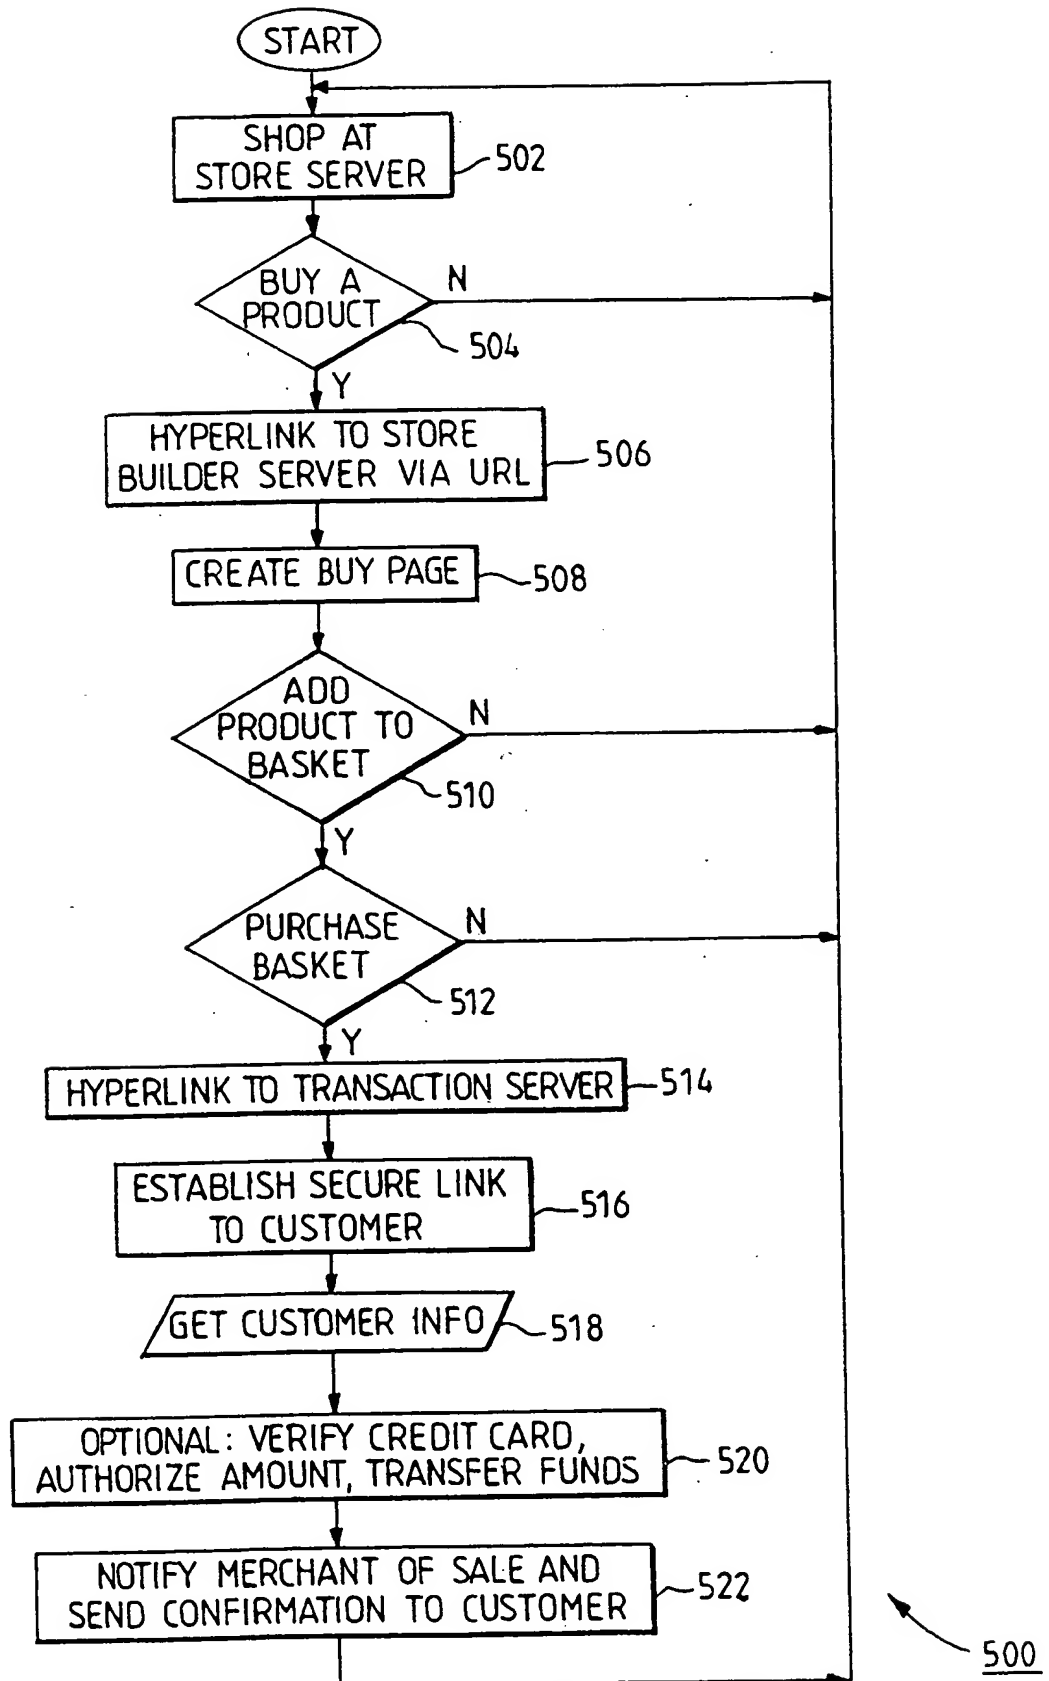 START
SHOP AT
STORE SERVER
502
BUY A
PRODUCT
N
504
Y
HYPERLINK TO STORE
BUILDER SERVER VIA URL
506
CREATE BUY PAGE
508
ADD
PRODUCT TO
BASKET
N
510
Y
PURCHASE
BASKET
N
512
Y
HYPERLINK TO TRANSACTION SERVER
514
ESTABLISH SECURE LINK
TO CUSTOMER
516
GET CUSTOMER INFO
518
OPTIONAL: VERIFY CREDIT CARD,
AUTHORIZE AMOUNT, TRANSFER FUNDS
520
NOTIFY MERCHANT OF SALE AND
SEND CONFIRMATION TO CUSTOMER
522
500